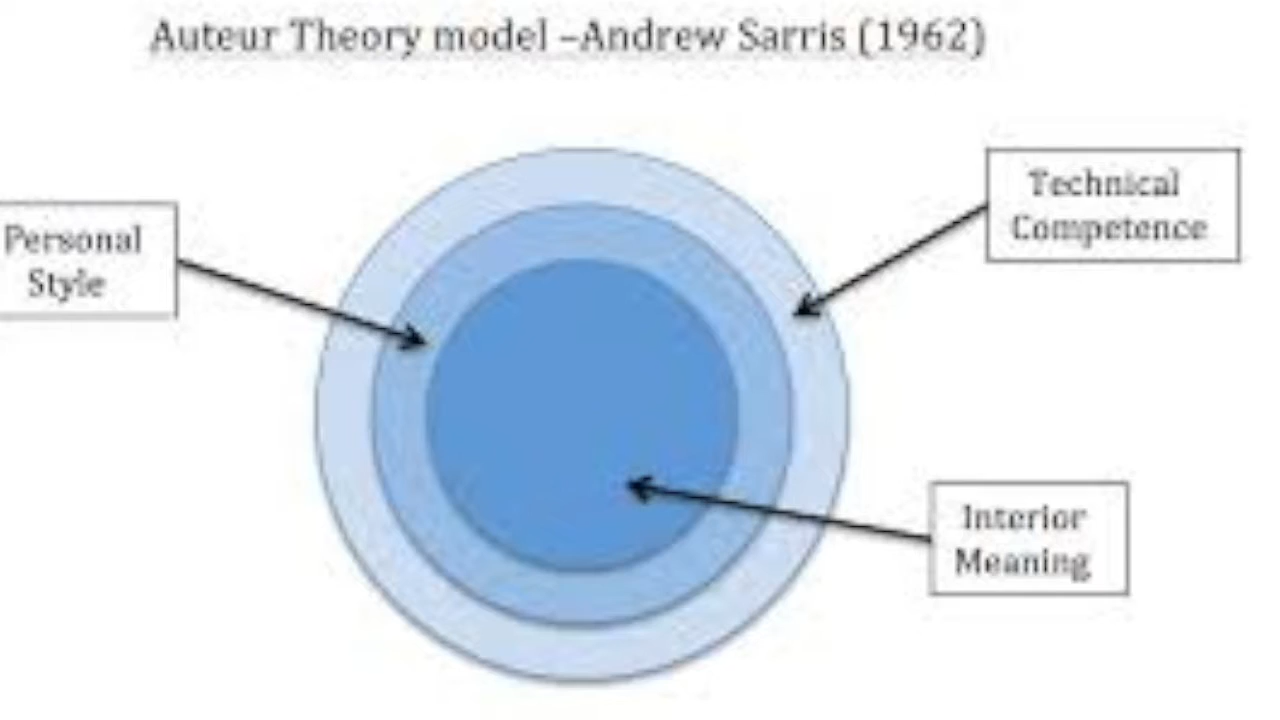 Auteur Theory model –Andrew Sarris (1962)
Technical
Competence
Personal
Style
Interior
Meaning